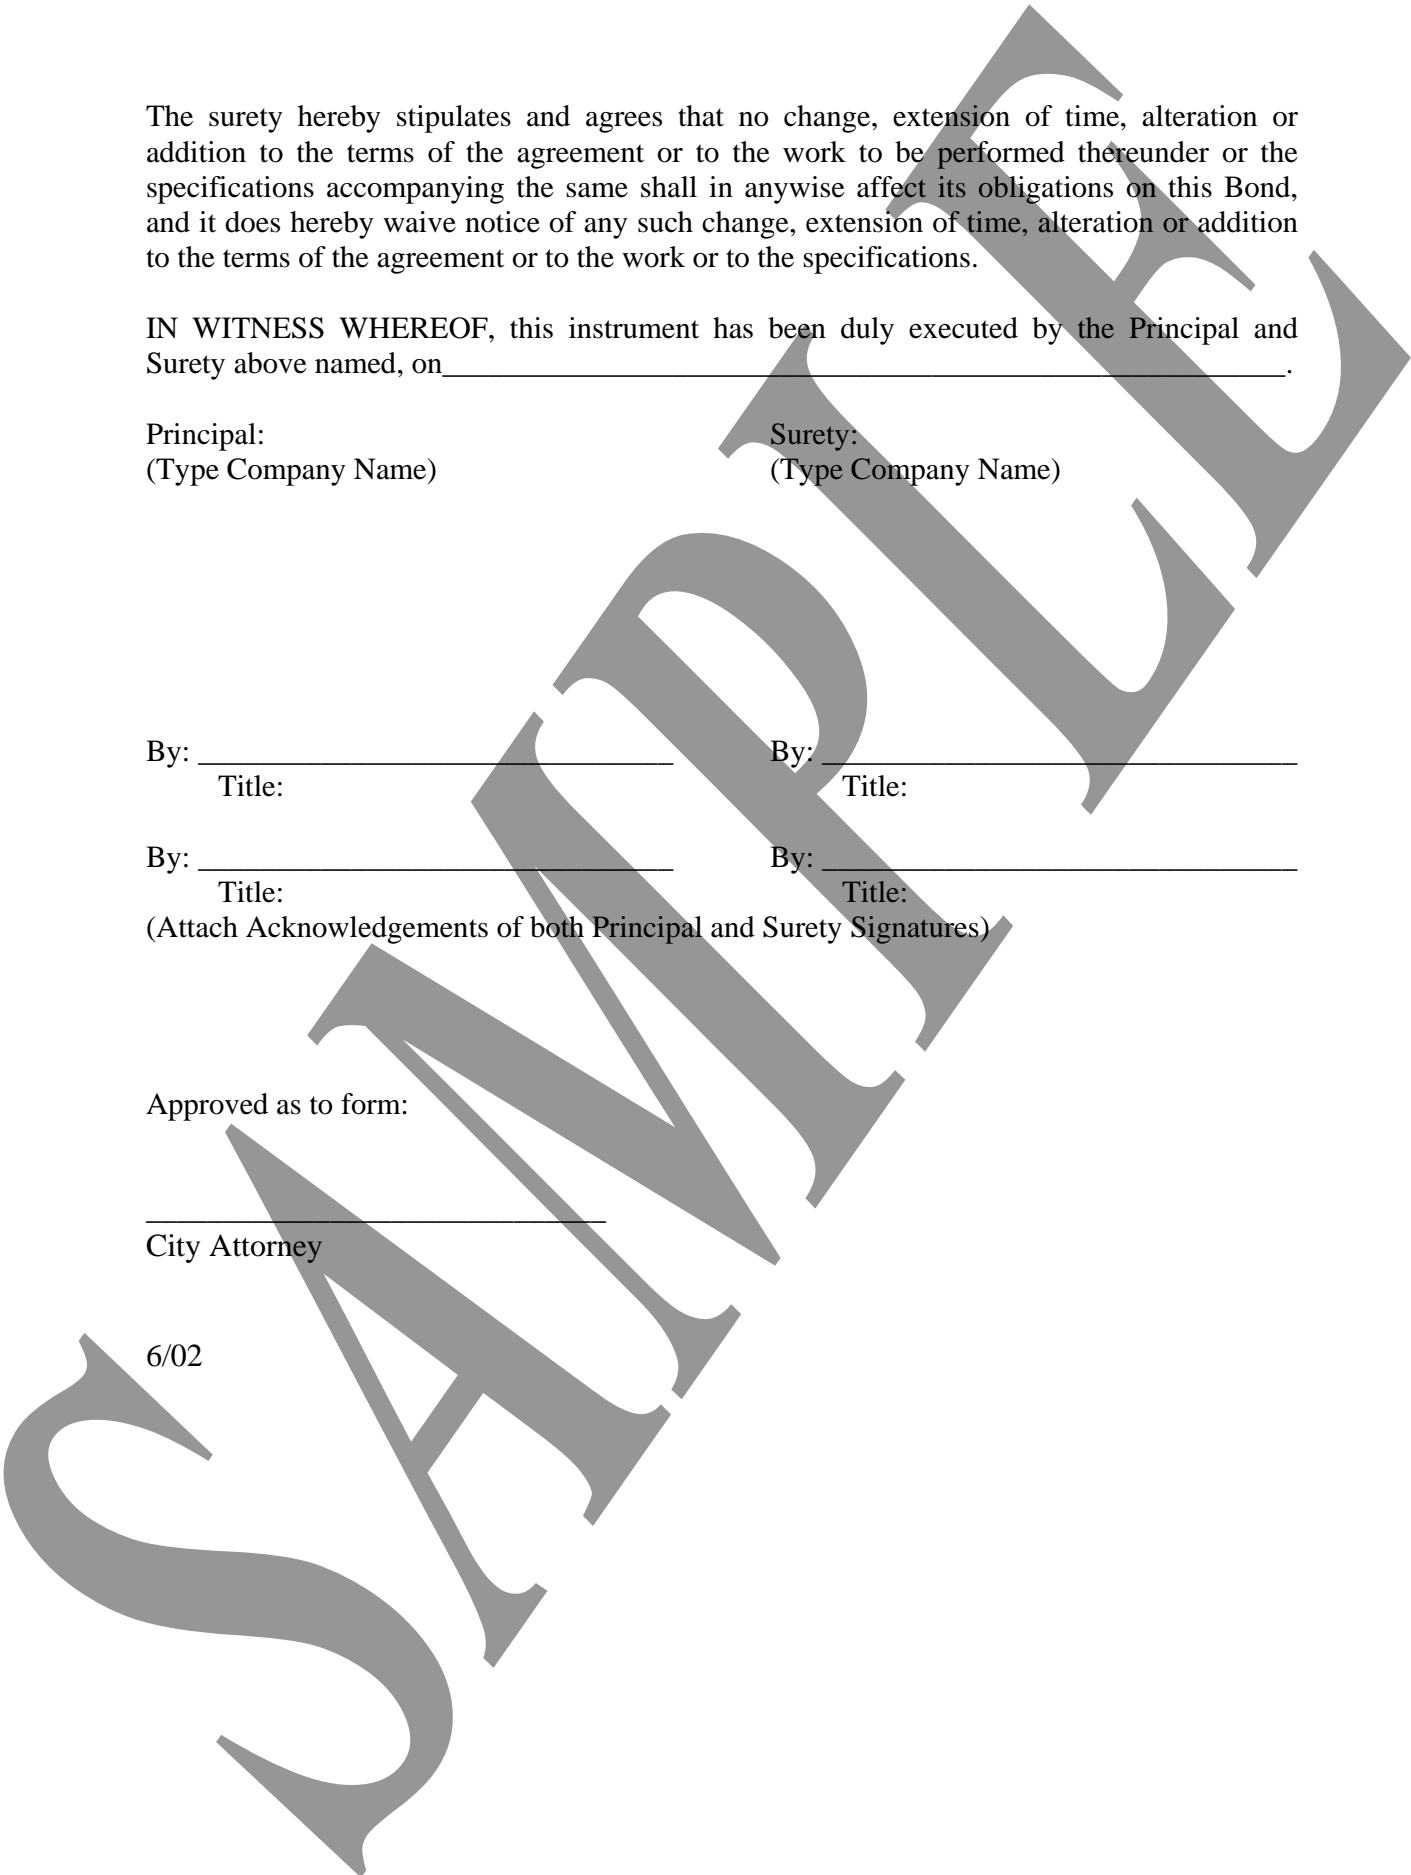 The surety hereby stipulates and agrees that no change, extension of time, alteration or
addition to the terms of the agreement or to the work to be performed thereunder or the
specifications accompanying the same shall in anywise affect its obligations on this Bond,
and it does hereby waive notice of any such change, extension of time, alteration or addition
to the terms of the agreement or to the work or to the specifications.
IN WITNESS WHEREOF, this instrument has been duly executed by the Principal and
Surety above named, on_______________________________________________________.
Principal: Surety:
(Type Company Name) (Type Company Name)
By: _______________________________ By: _______________________________
Title: Title:
By: _______________________________ By: _______________________________
Title: Title:
(Attach Acknowledgements of both Principal and Surety Signatures)
Approved as to form:
______________________________
City Attorney
6/02
SAMPLE